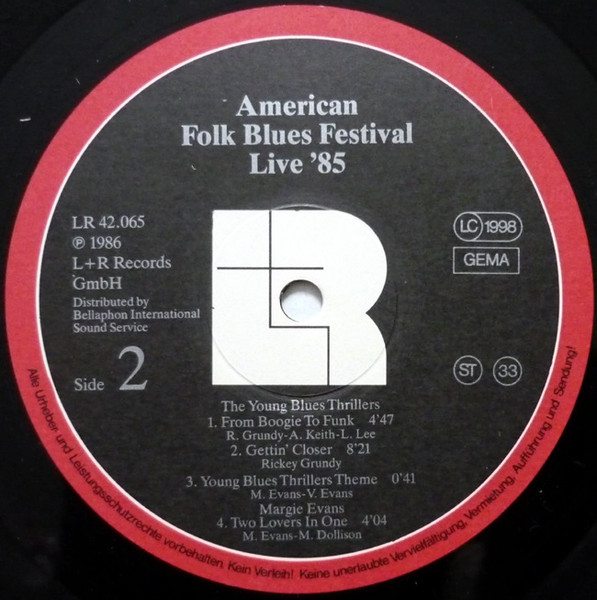 American
Folk Blues Festival
Live ’85
LR 42.065
℗ 1986
L+R Records
GmbH
Distributed by
Bellaphon International
Sound Service
Side 2
LR
LC 1998
GEMA
ST 33
The Young Blues Thrillers
1. From Boogie To Funk 4’47
R. Grundy-A. Keith-L. Lee
2. Gettin’ Closer 8’21
Rickey Grundy
3. Young Blues Thrillers Theme 0’41
M. Evans-V. Evans
Margie Evans
4. Two Lovers In One 4’04
M. Evans-M. Dollison
Alle Urheber- und Leistungsschutzrechte vorbehalten. Kein Verleih! Keine unerlaubte Vervielfältigung, Vermietung, Aufführung und Sendung!